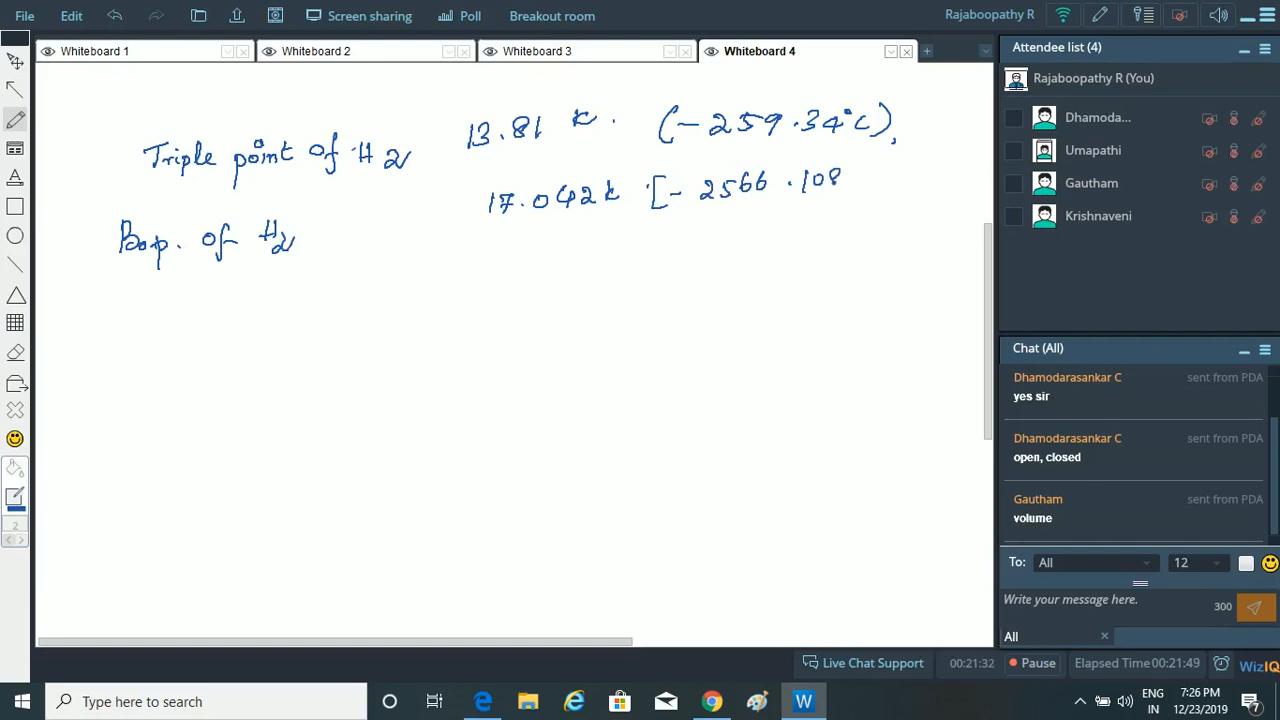 File Edit Screen sharing Poll Breakout room Rajaboopathy R
Whiteboard 1 Whiteboard 2 Whiteboard 3 Whiteboard 4
Attendee list (4)
Rajaboopathy R (You)
Dhamoda...
Umapathi
Gautham
Krishnaveni
Triple point of H2 13.81 k. (-259.34°C),
17.042k [- 2566.108
B.p. of H2
Chat (All)
Dhamodarasankar C sent from PDA
yes sir
Dhamodarasankar C sent from PDA
open, closed
Gautham sent from PDA
volume
To: All 12
Write your message here. 300
All
2
Live Chat Support 00:21:32 Pause Elapsed Time 00:21:49 WizIQ
Type here to search
ENG
IN
7:26 PM
12/23/2019
7